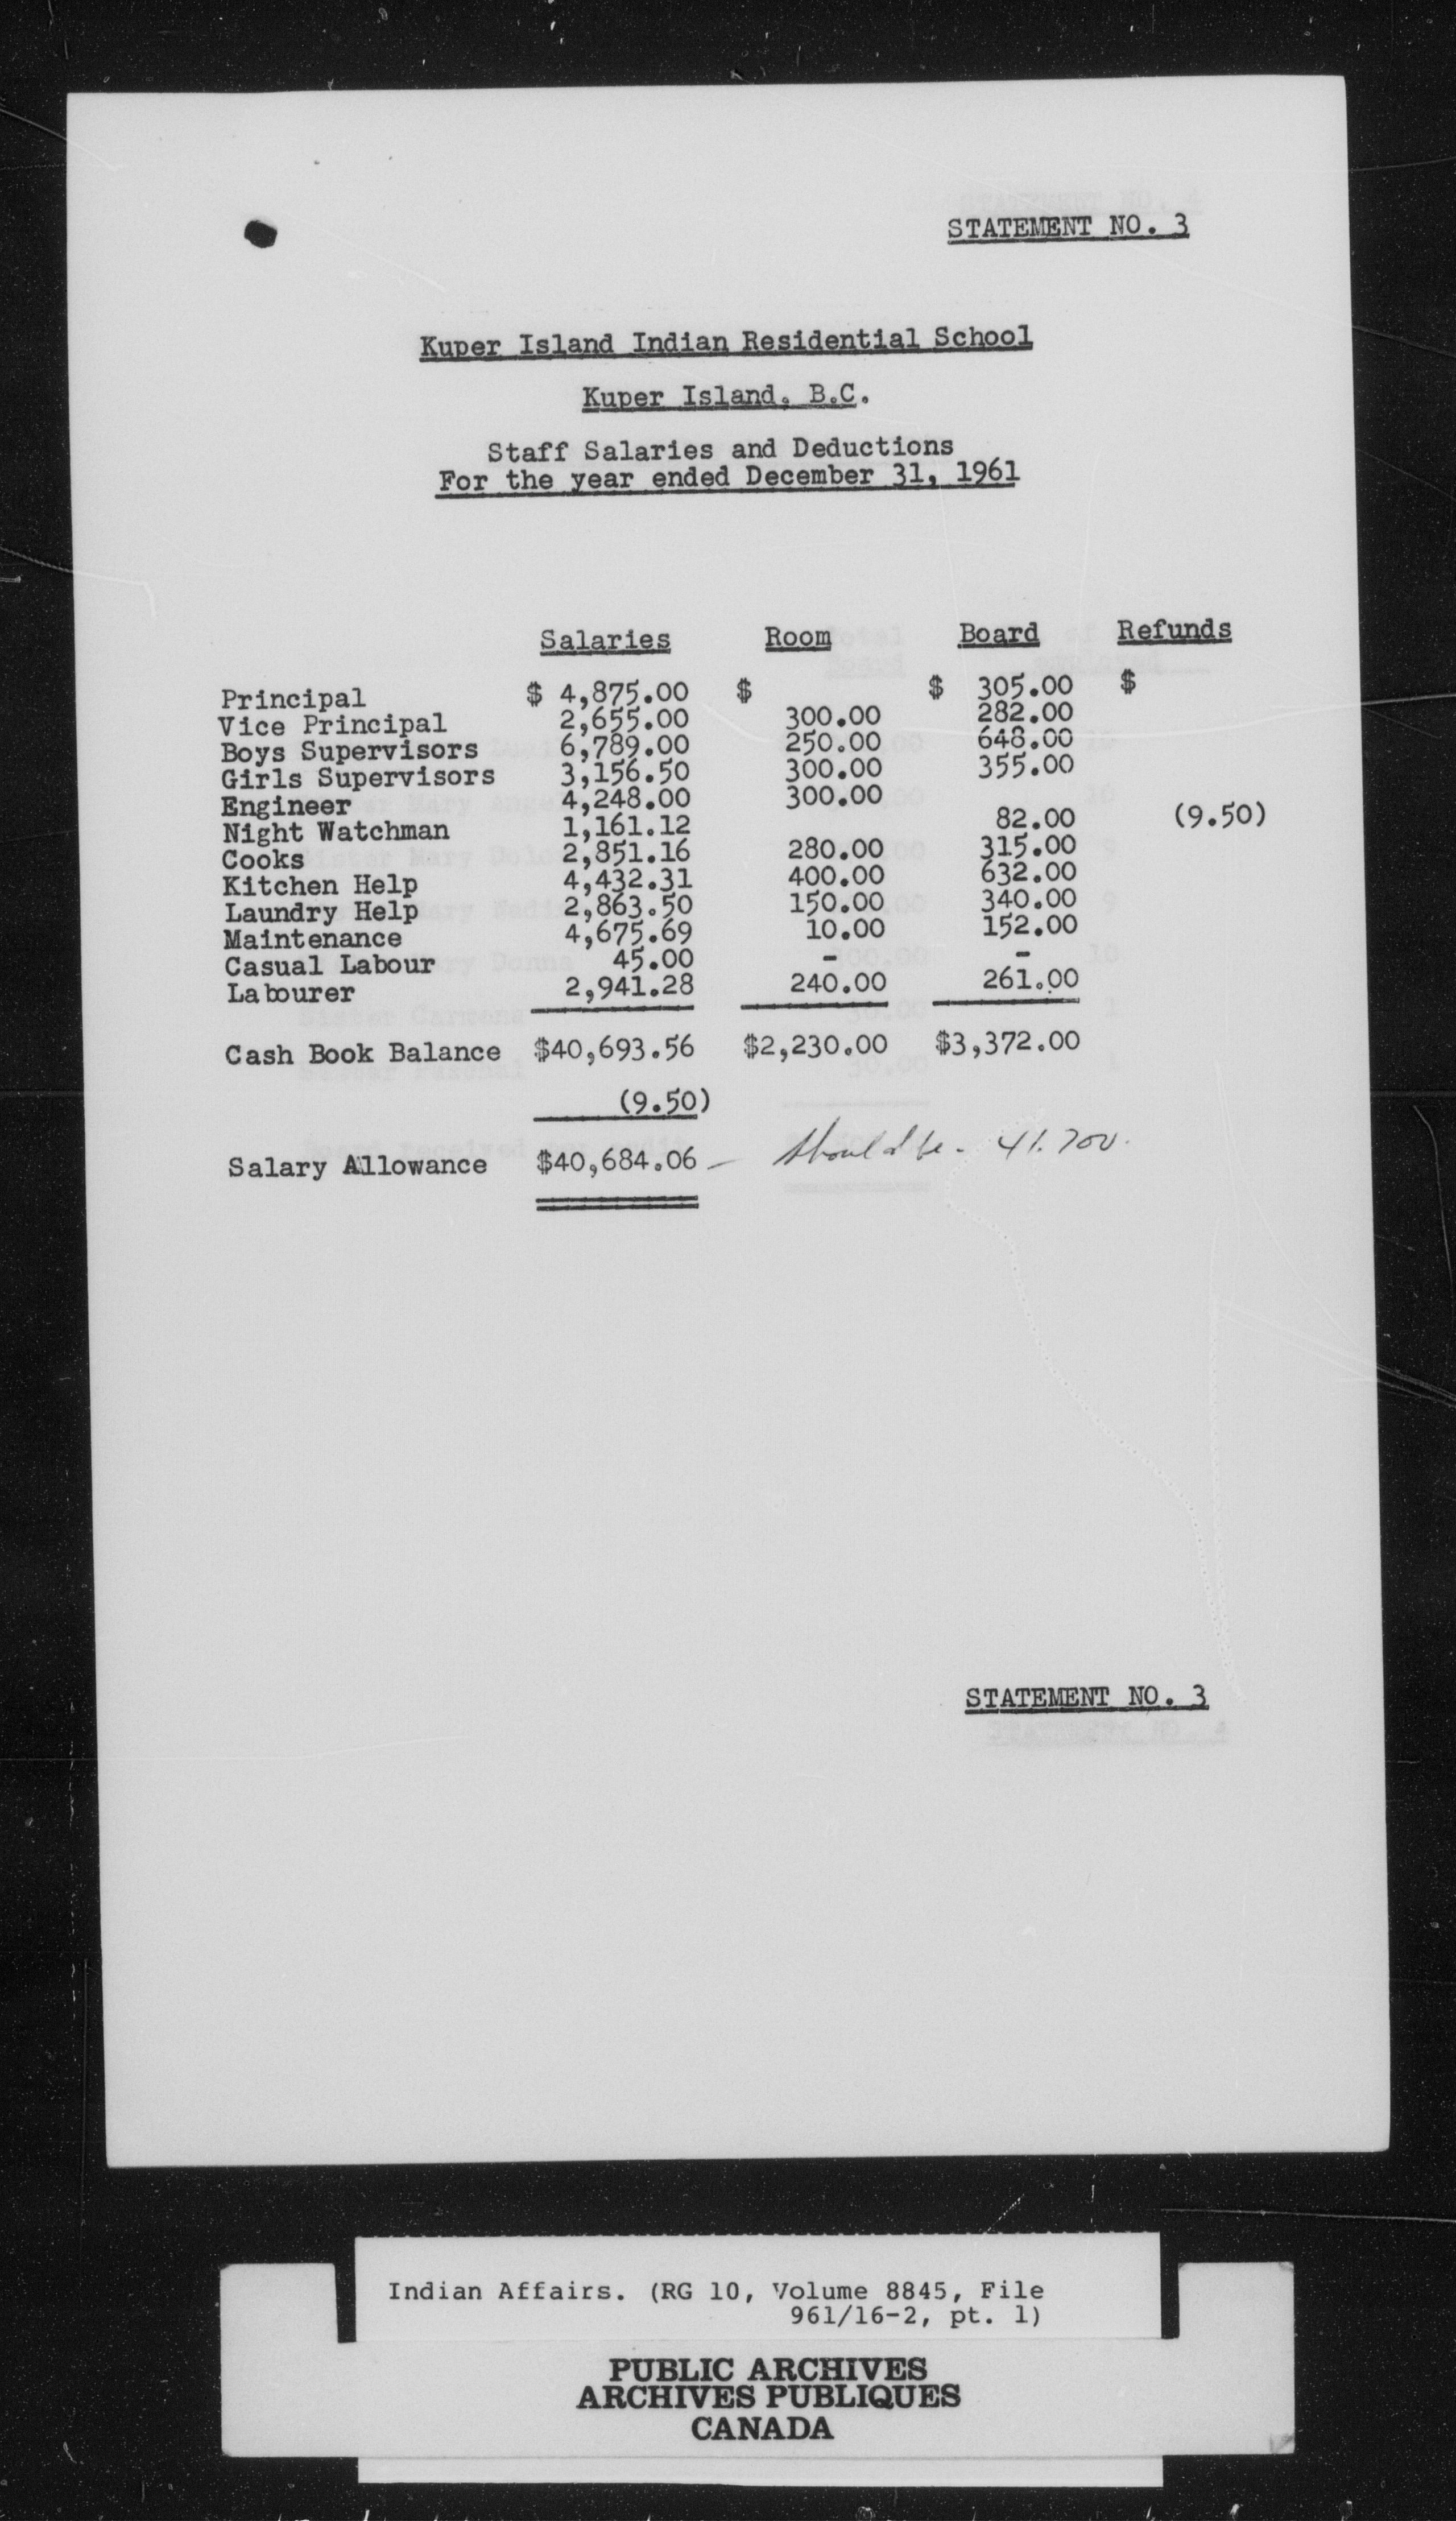 STATEMENT NO. 3
Kuper Island Indian Residential School
Kuper Island. B.C.
Staff Salaries and Deductions
For the year ended December 31, 1961
Salaries Room Board Refunds
Principal $ 4,875.00 $ $ 305.00 $
Vice Principal 2,655.00 300.00 282.00
Boys Supervisors 6,789.00 250.00 648.00
Girls Supervisors 3,156.50 300.00 355.00
Engineer 4,248.00 300.00
Night Watchman 1,161.12 82.00 (9.50)
Cooks 2,851.16 280.00 315.00
Kitchen Help 4,432.31 400.00 632.00
Laundry Help 2,863.50 150.00 340.00
Maintenance 4,675.69 10.00 152.00
Casual Labour 45.00 - -
Labourer 2,941.28 240.00 261.00
Cash Book Balance $40,693.56 $2,230.00 $3,372.00
(9.50)
Salary Allowance $40,684.06 — should be - 41.700.
STATEMENT NO. 3
Indian Affairs. (RG 10, Volume 8845, File
961/16-2, pt. 1)
PUBLIC ARCHIVES
ARCHIVES PUBLIQUES
CANADA